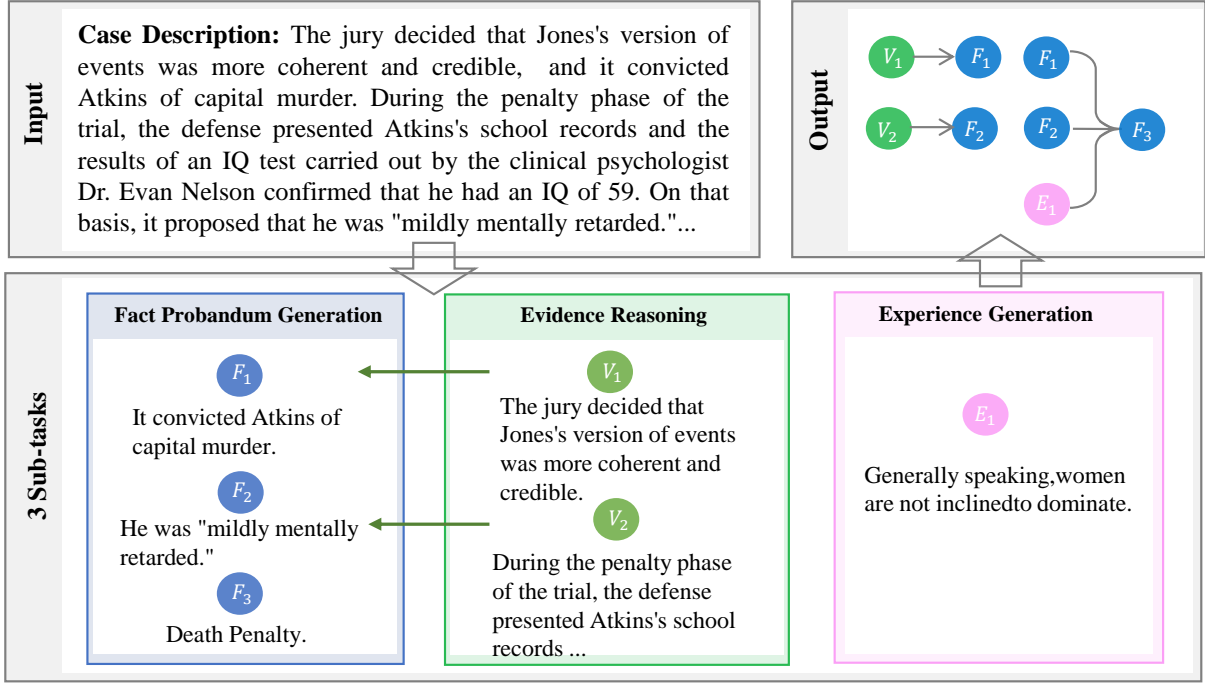 Input
Case Description: The jury decided that Jones's version of
events was more coherent and credible, and it convicted
Atkins of capital murder. During the penalty phase of the
trial, the defense presented Atkins's school records and the
results of an IQ test carried out by the clinical psychologist
Dr. Evan Nelson confirmed that he had an IQ of 59. On that
basis, it proposed that he was "mildly mentally retarded."...
Output
V1
F1
F1
V2
F2
F2
F3
E1
3 Sub-tasks
Fact Probandum Generation
F1
It convicted Atkins of
capital murder.
F2
He was "mildly mentally
retarded."
F3
Death Penalty.
Evidence Reasoning
V1
The jury decided that
Jones's version of events
was more coherent and
credible.
V2
During the penalty phase
of the trial, the defense
presented Atkins's school
records ...
Experience Generation
E1
Generally speaking,women
are not inclinedto dominate.